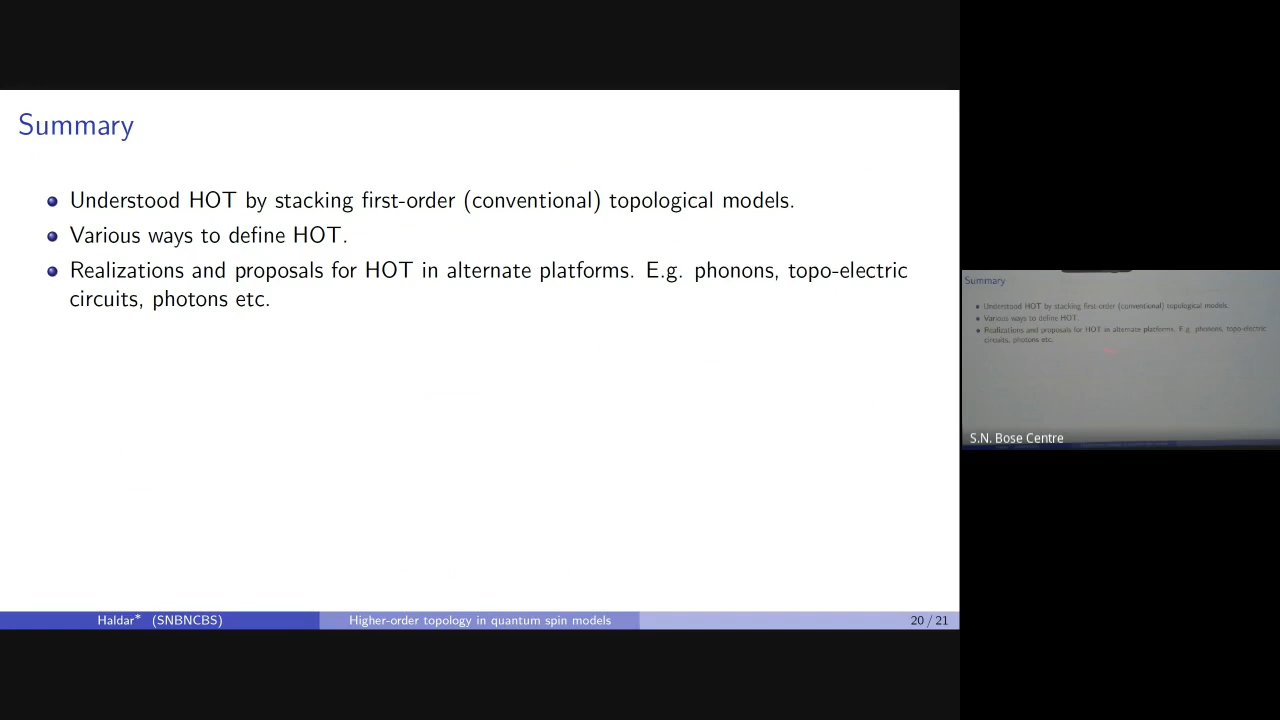 Summary
Understood HOT by stacking first-order (conventional) topological models.
Various ways to define HOT.
Realizations and proposals for HOT in alternate platforms. E.g. phonons, topo-electric
circuits, photons etc.
Haldar* (SNBNCBS)
Higher-order topology in quantum spin models
20 / 21
Summary
Understood HOT by stacking first-order (conventional) topological models.
Various ways to define HOT.
Realizations and proposals for HOT in alternate platforms. E.g. phonons, topo-electric
circuits, photons etc.
S.N. Bose Centre